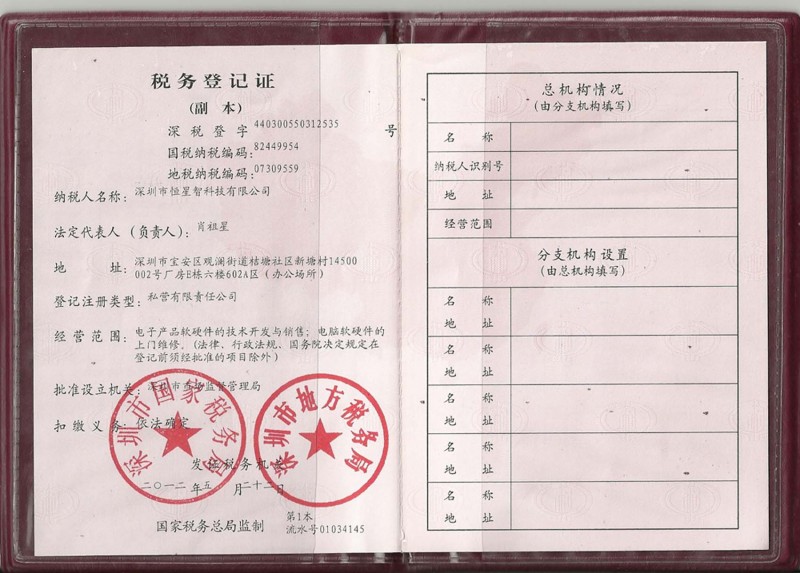 税务登记证
(副 本)
深税登字 440300550312535 号
国税纳税编码: 82449954
地税纳税编码: 07309559
纳税人名称: 深圳市恒星智科技有限公司
法定代表人(负责人): 肖祖星
地 址: 深圳市宝安区观澜街道桔塘社区新塘村14500
002号厂房E栋六楼602A区(办公场所)
登记注册类型: 私营有限责任公司
经营范围: 电子产品软硬件的技术开发与销售;电脑软硬件的
上门维修。(法律、行政法规、国务院决定规定在
登记前须经批准的项目除外)
批准设立机关: 深圳市市场监督管理局
扣缴义务: 依法确定
深圳市国家税务局
深圳市地方税务局
发证税务机关
二〇一二年五月二十二日
国家税务总局监制
第1本
流水号01034145
总机构情况
(由分支机构填写)
名 称
纳税人识别号
地 址
经营范围
分支机构设置
(由总机构填写)
名 称
地 址
名 称
地 址
名 称
地 址
名 称
地 址
名 称
地 址